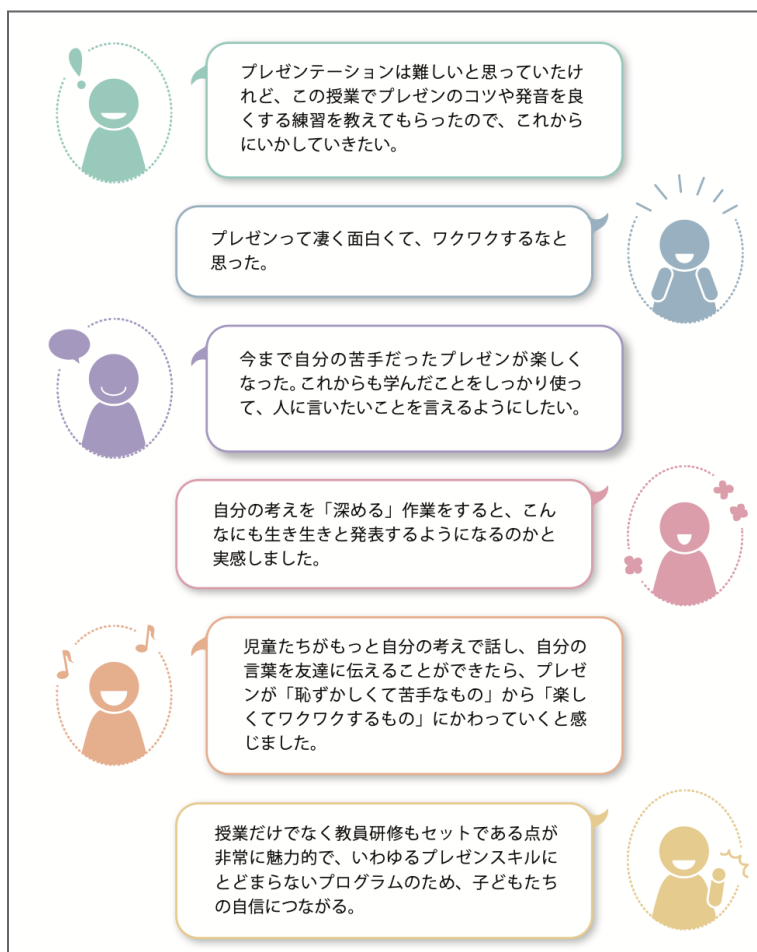 プレゼンテーションは難しいと思っていたけ
れど、この授業でプレゼンのコツや発音を良
くする練習を教えてもらったので、これから
にいかしていきたい。
プレゼンって凄く面白くて、ワクワクするなと
思った。
今まで自分の苦手だったプレゼンが楽しく
なった。これからも学んだことをしっかり使っ
て、人に言いたいことを言えるようにしたい。
自分の考えを「深める」作業をすると、こん
なにも生き生きと発表するようになるのかと
実感しました。
児童たちがもっと自分の考えで話し、自分の
言葉を友達に伝えることができたら、プレゼ
ンが「恥ずかしくて苦手なもの」から「楽し
くてワクワクするもの」にかわっていくと感
じました。
授業だけでなく教員研修もセットである点が
非常に魅力的で、いわゆるプレゼンスキルに
とどまらないプログラムのため、子どもたち
の自信につながる。